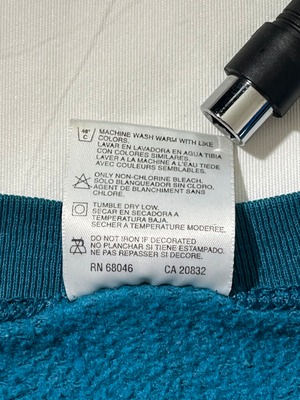 40°
C
MACHINE WASH WARM WITH LIKE
COLORS.
LAVAR EN LAVADORA EN AGUA TIBIA
CON COLORES SIMILARES.
LAVER A LA MACHINE A L'EAU TIEDE
AVEC COULEURS SEMBLABLES.
ONLY NON-CHLORINE BLEACH.
SOLO BLANQUEADOR SIN CLORO.
AGENT DE BLANCHIMENT SANS
CHLORE.
TUMBLE DRY LOW.
SECAR EN SECADORA A
TEMPERATURA BAJA.
SECHER A TEMPERATURE MODEREE.
DO NOT IRON IF DECORATED
NO PLANCHAR SI TIENE ESTAMPADO.
NE PAS REPASSER SI DECORE.
RN 68046 CA 20832